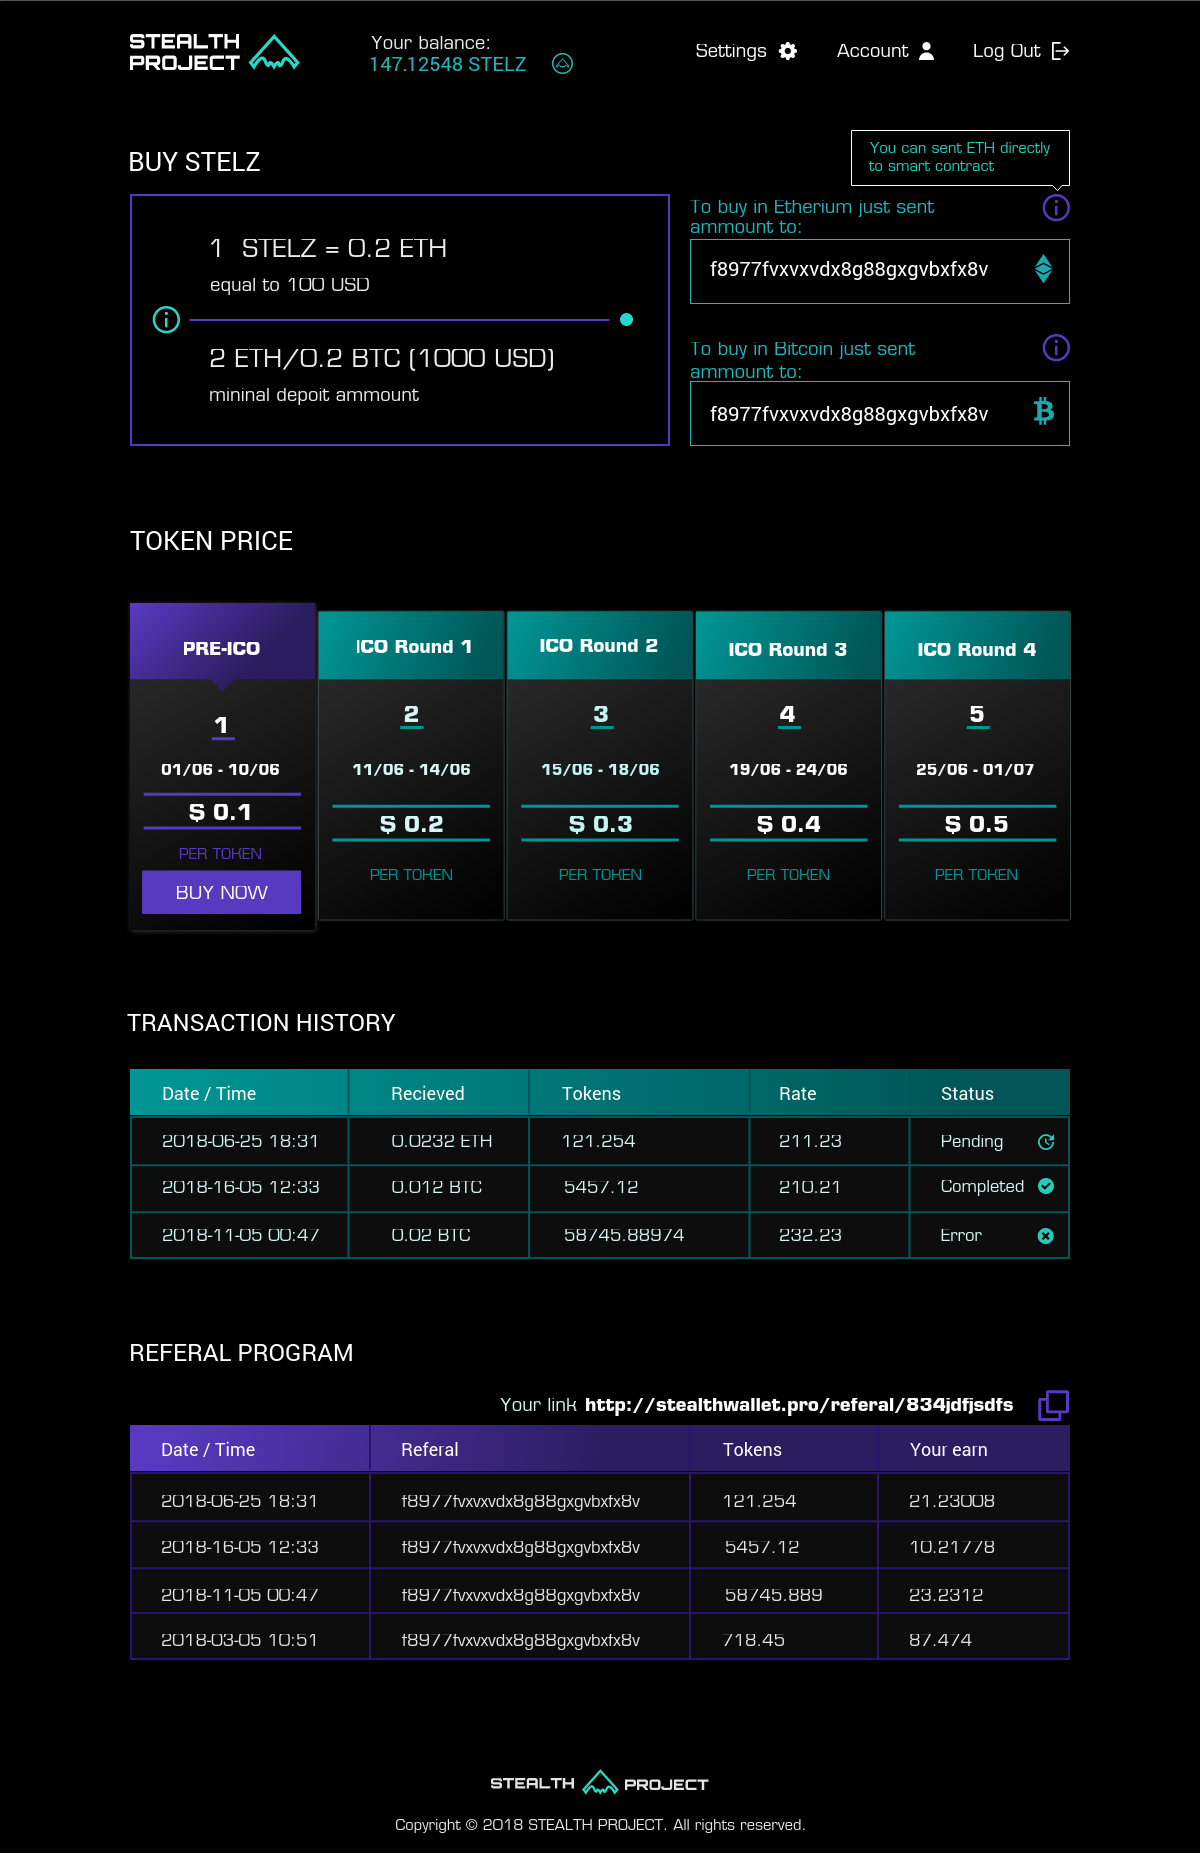 STEALTH
PROJECT
Your balance:
147.12548 STELZ
Settings
Account
Log Out
BUY STELZ
You can sent ETH directly
to smart contract
1 STELZ = 0.2 ETH
equal to 100 USD
2 ETH/0.2 BTC (1000 USD)
mininal depoit ammount
To buy in Etherium just sent
ammount to:
f8977fvxvxvdx8g88gxgvbxfx8v
To buy in Bitcoin just sent
ammount to:
f8977fvxvxvdx8g88gxgvbxfx8v
TOKEN PRICE
PRE-ICO
1
01/06 - 10/06
$ 0.1
PER TOKEN
BUY NOW
ICO Round 1
2
11/06 - 14/06
$ 0.2
PER TOKEN
ICO Round 2
3
15/06 - 18/06
$ 0.3
PER TOKEN
ICO Round 3
4
19/06 - 24/06
$ 0.4
PER TOKEN
ICO Round 4
5
25/06 - 01/07
$ 0.5
PER TOKEN
TRANSACTION HISTORY
Date / Time Recieved Tokens Rate Status
2018-06-25 18:31 0.0232 ETH 121.254 211.23 Pending
2018-16-05 12:33 0.012 BTC 5457.12 210.21 Completed
2018-11-05 00:47 0.02 BTC 58745.88974 232.23 Error
REFERAL PROGRAM
Your link http://stealthwallet.pro/referal/834jdfjsdfs
Date / Time Referal Tokens Your earn
2018-06-25 18:31 f8977fvxvxvdx8g88gxgvbxfx8v 121.254 21.23008
2018-16-05 12:33 f8977fvxvxvdx8g88gxgvbxfx8v 5457.12 10.21778
2018-11-05 00:47 f8977fvxvxvdx8g88gxgvbxfx8v 58745.889 23.2312
2018-03-05 10:51 f8977fvxvxvdx8g88gxgvbxfx8v 718.45 87.474
STEALTH PROJECT
Copyright © 2018 STEALTH PROJECT. All rights reserved.